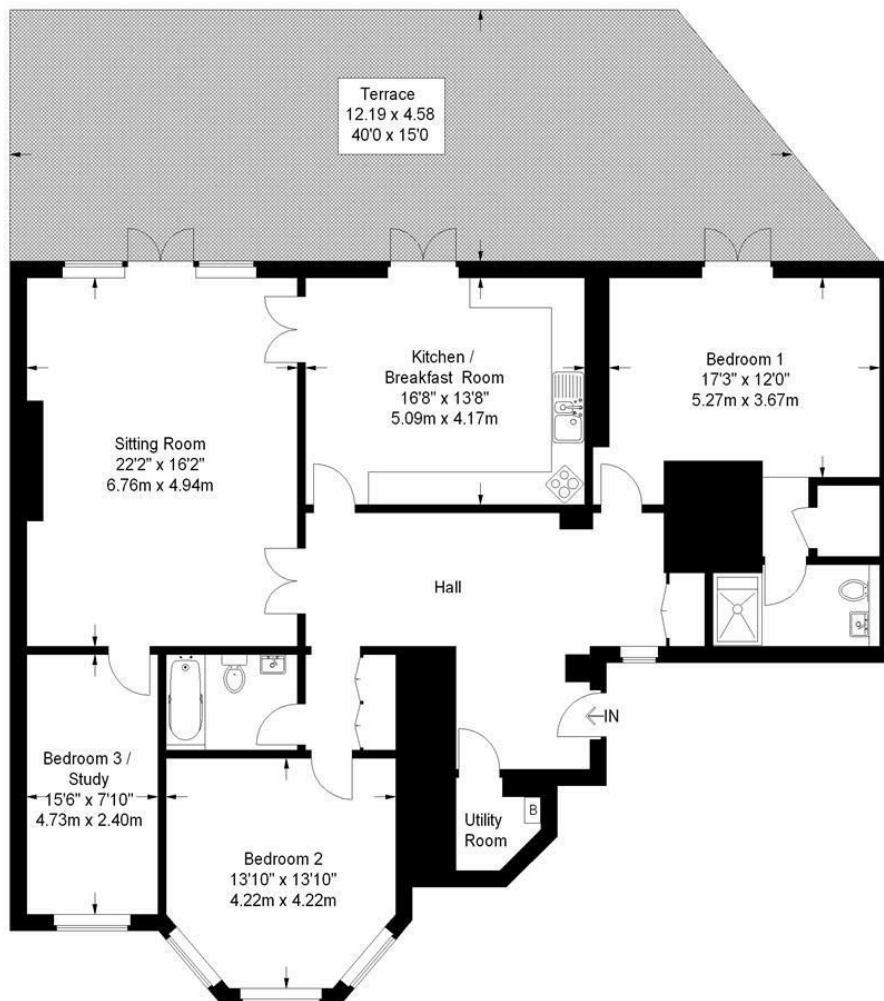 Terrace
12.19 x 4.58
40'0 x 15'0
Kitchen /
Breakfast Room
16'8" x 13'8"
5.09m x 4.17m
Bedroom 1
17'3" x 12'0"
5.27m x 3.67m
Sitting Room
22'2" x 16'2"
6.76m x 4.94m
Hall
IN
Bedroom 3 /
Study
15'6" x 7'10"
4.73m x 2.40m
Utility
Room
B
Bedroom 2
13'10" x 13'10"
4.22m x 4.22m